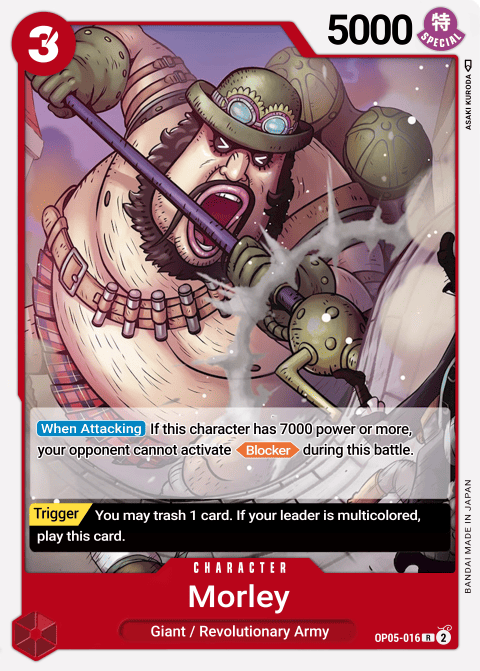 3
5000
特
SPECIAL
ASAKI KURODA
When Attacking If this character has 7000 power or more,
your opponent cannot activate Blocker during this battle.
Trigger You may trash 1 card. If your leader is multicolored,
play this card.
BANDAI MADE IN JAPAN
CHARACTER
Morley
Giant / Revolutionary Army
OP05-016 R 2